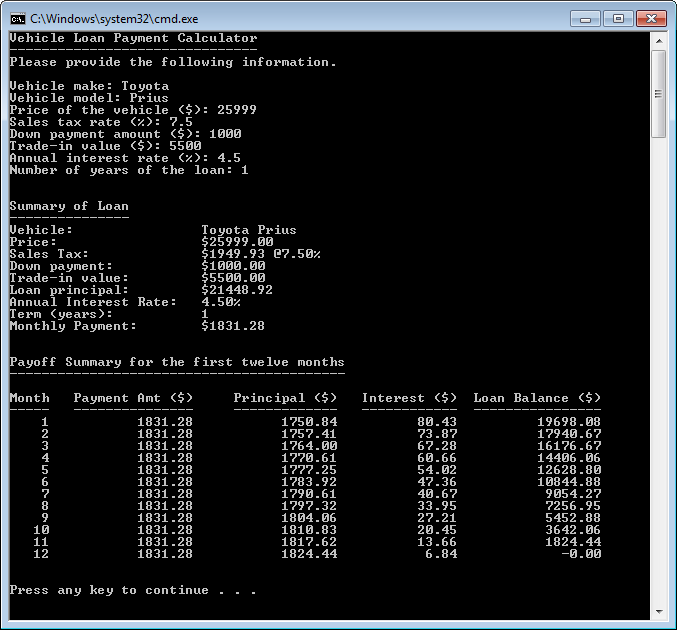 C:\Windows\system32\cmd.exe
Vehicle Loan Payment Calculator
-------------------------------
Please provide the following information.
Vehicle make: Toyota
Vehicle model: Prius
Price of the vehicle ($): 25999
Sales tax rate (%): 7.5
Down payment amount ($): 1000
Trade-in value ($): 5500
Annual interest rate (%): 4.5
Number of years of the loan: 1
Summary of Loan
---------------
Vehicle: Toyota Prius
Price: $25999.00
Sales Tax: $1949.93 @7.50%
Down payment: $1000.00
Trade-in value: $5500.00
Loan principal: $21448.92
Annual Interest Rate: 4.50%
Term (years): 1
Monthly Payment: $1831.28
Payoff Summary for the first twelve months
------------------------------------------
Month Payment Amt ($) Principal ($) Interest ($) Loan Balance ($)
----- --------------- ------------- ------------ ----------------
1 1831.28 1750.84 80.43 19698.08
2 1831.28 1757.41 73.87 17940.67
3 1831.28 1764.00 67.28 16176.67
4 1831.28 1770.61 60.66 14406.06
5 1831.28 1777.25 54.02 12628.80
6 1831.28 1783.92 47.36 10844.88
7 1831.28 1790.61 40.67 9054.27
8 1831.28 1797.32 33.95 7256.95
9 1831.28 1804.06 27.21 5452.88
10 1831.28 1810.83 20.45 3642.06
11 1831.28 1817.62 13.66 1824.44
12 1831.28 1824.44 6.84 -0.00
Press any key to continue . . .